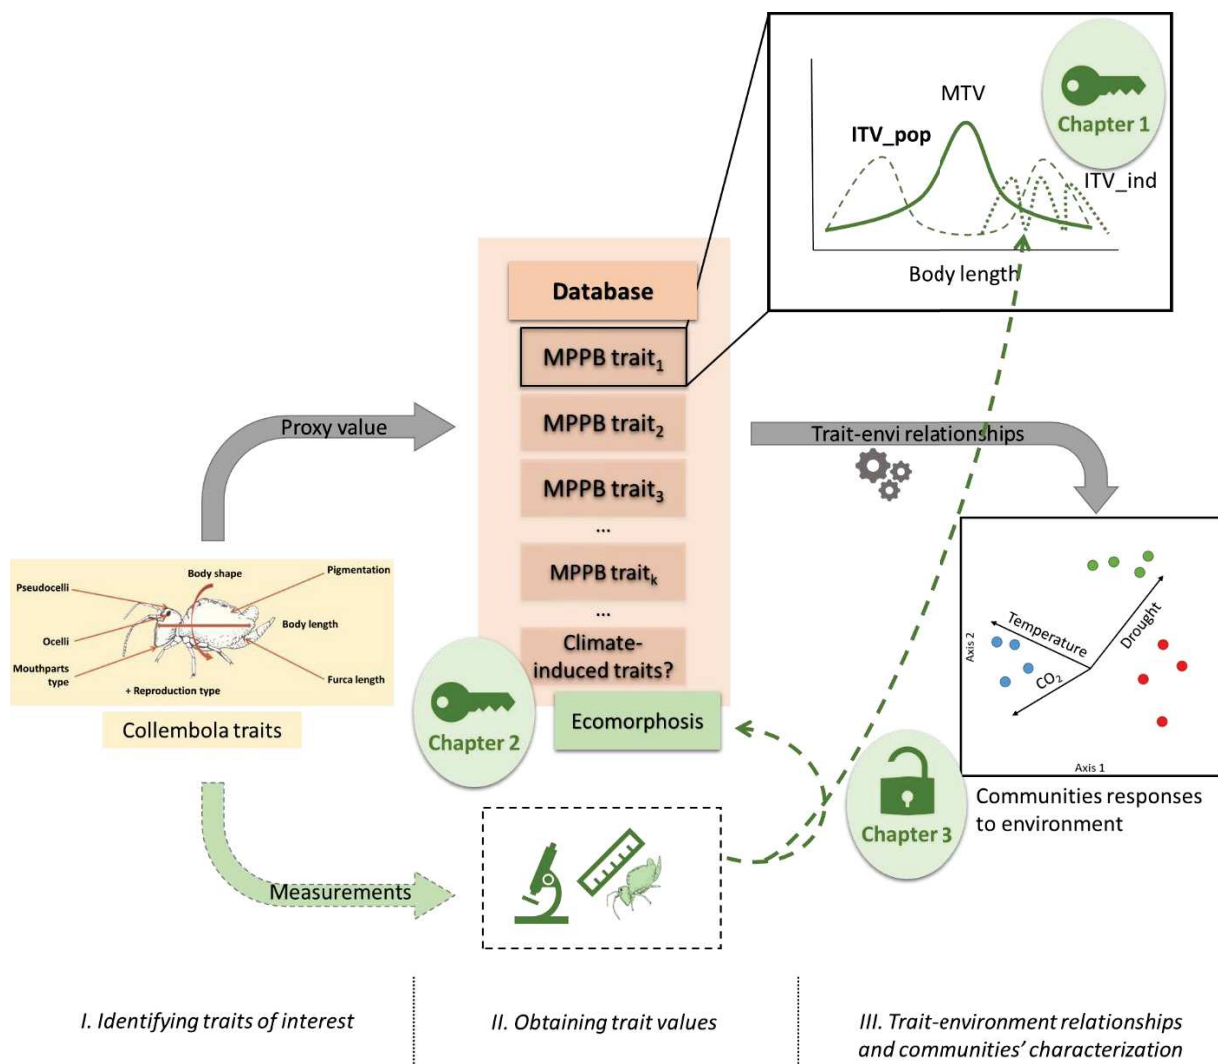 MTV
Chapter 1
ITV_pop
ITV_ind
Body length
Database
MPPB trait1
MPPB trait2
MPPB trait3
...
MPPB traitk
...
Climate-
induced traits?
Ecomorphosis
Chapter 2
Proxy value
Trait-envi relationships
Body shape
Pigmentation
Pseudocelli
Body length
Ocelli
Mouthparts
type
Furca length
+ Reproduction type
Collembola traits
Measurements
Temperature
Drought
CO2
Axis 2
Axis 1
Chapter 3
Communities responses
to environment
I. Identifying traits of interest
II. Obtaining trait values
III. Trait-environment relationships
and communities' characterization